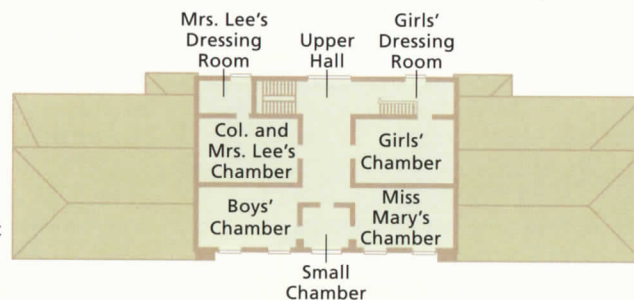 Mrs. Lee's
Dressing
Room
Upper
Hall
Girls'
Dressing
Room
Col. and
Mrs. Lee's
Chamber
Girls'
Chamber
Boys'
Chamber
Miss
Mary's
Chamber
Small
Chamber